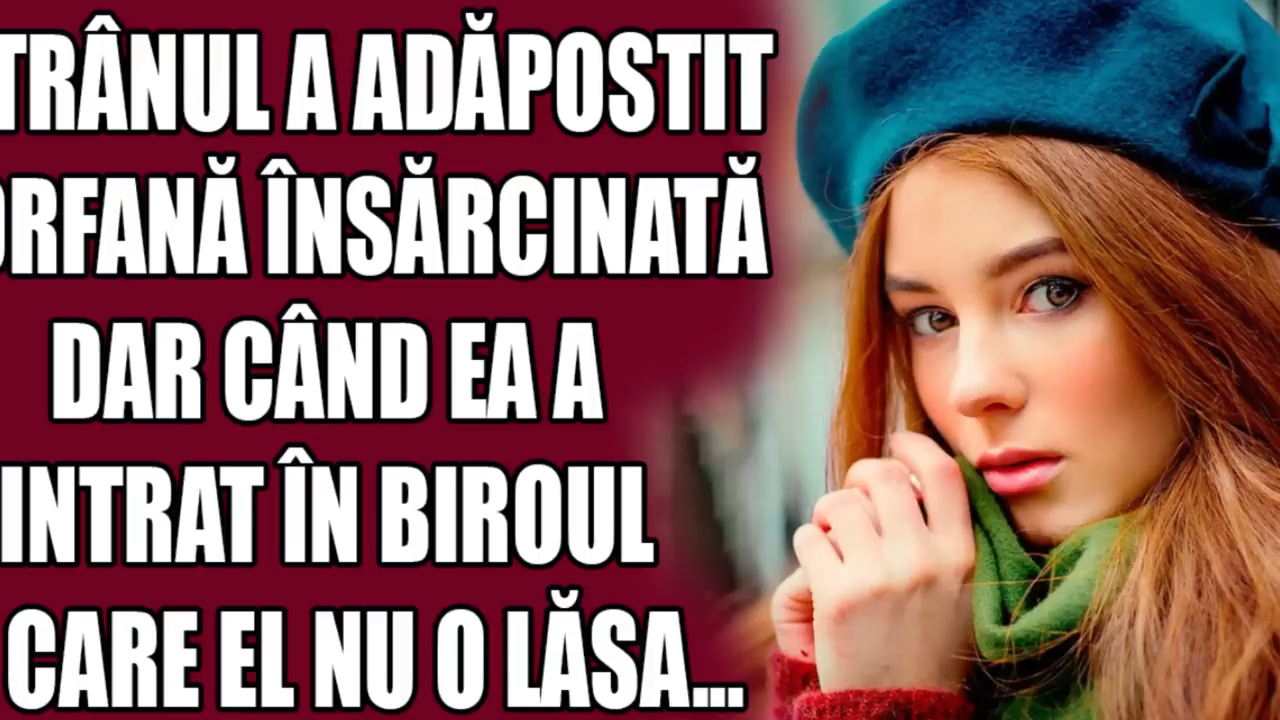 TRÂNUL A ADĂPOSTIT
ORFANĂ ÎNSĂRCINATĂ
DAR CÂND EA A
INTRAT ÎN BIROUL
CARE EL NU O LĂSA...